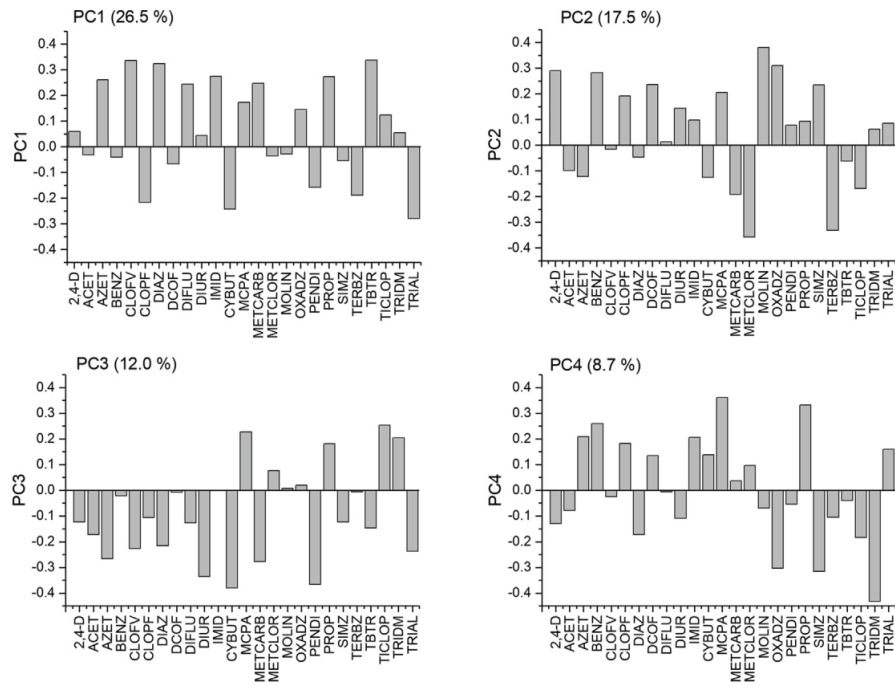 PC1 (26.5 %)
0.4
0.3
0.2
0.1
0.0
-0.1
-0.2
-0.3
-0.4
PC1
2,4-D
ACET
AZET
BENZ
CLOFV
CLOPF
DIAZ
DCOF
DIFLU
DIUR
IMID
CYBUT
MCPA
METCARB
METCLOR
MOLIN
OXADZ
PENDI
PROP
SIMZ
TERBZ
TBTR
TICLOP
TRIDM
TRIAL
PC2 (17.5 %)
0.4
0.3
0.2
0.1
0.0
-0.1
-0.2
-0.3
-0.4
PC2
2,4-D
ACET
AZET
BENZ
CLOFV
CLOPF
DIAZ
DCOF
DIFLU
DIUR
IMID
CYBUT
MCPA
METCARB
METCLOR
MOLIN
OXADZ
PENDI
PROP
SIMZ
TERBZ
TBTR
TICLOP
TRIDM
TRIAL
PC3 (12.0 %)
0.4
0.3
0.2
0.1
0.0
-0.1
-0.2
-0.3
-0.4
PC3
2,4-D
ACET
AZET
BENZ
CLOFV
CLOPF
DIAZ
DCOF
DIFLU
DIUR
IMID
CYBUT
MCPA
METCARB
METCLOR
MOLIN
OXADZ
PENDI
PROP
SIMZ
TERBZ
TBTR
TICLOP
TRIDM
TRIAL
PC4 (8.7 %)
0.4
0.3
0.2
0.1
0.0
-0.1
-0.2
-0.3
-0.4
PC4
2,4-D
ACET
AZET
BENZ
CLOFV
CLOPF
DIAZ
DCOF
DIFLU
DIUR
IMID
CYBUT
MCPA
METCARB
METCLOR
MOLIN
OXADZ
PENDI
PROP
SIMZ
TERBZ
TBTR
TICLOP
TRIDM
TRIAL